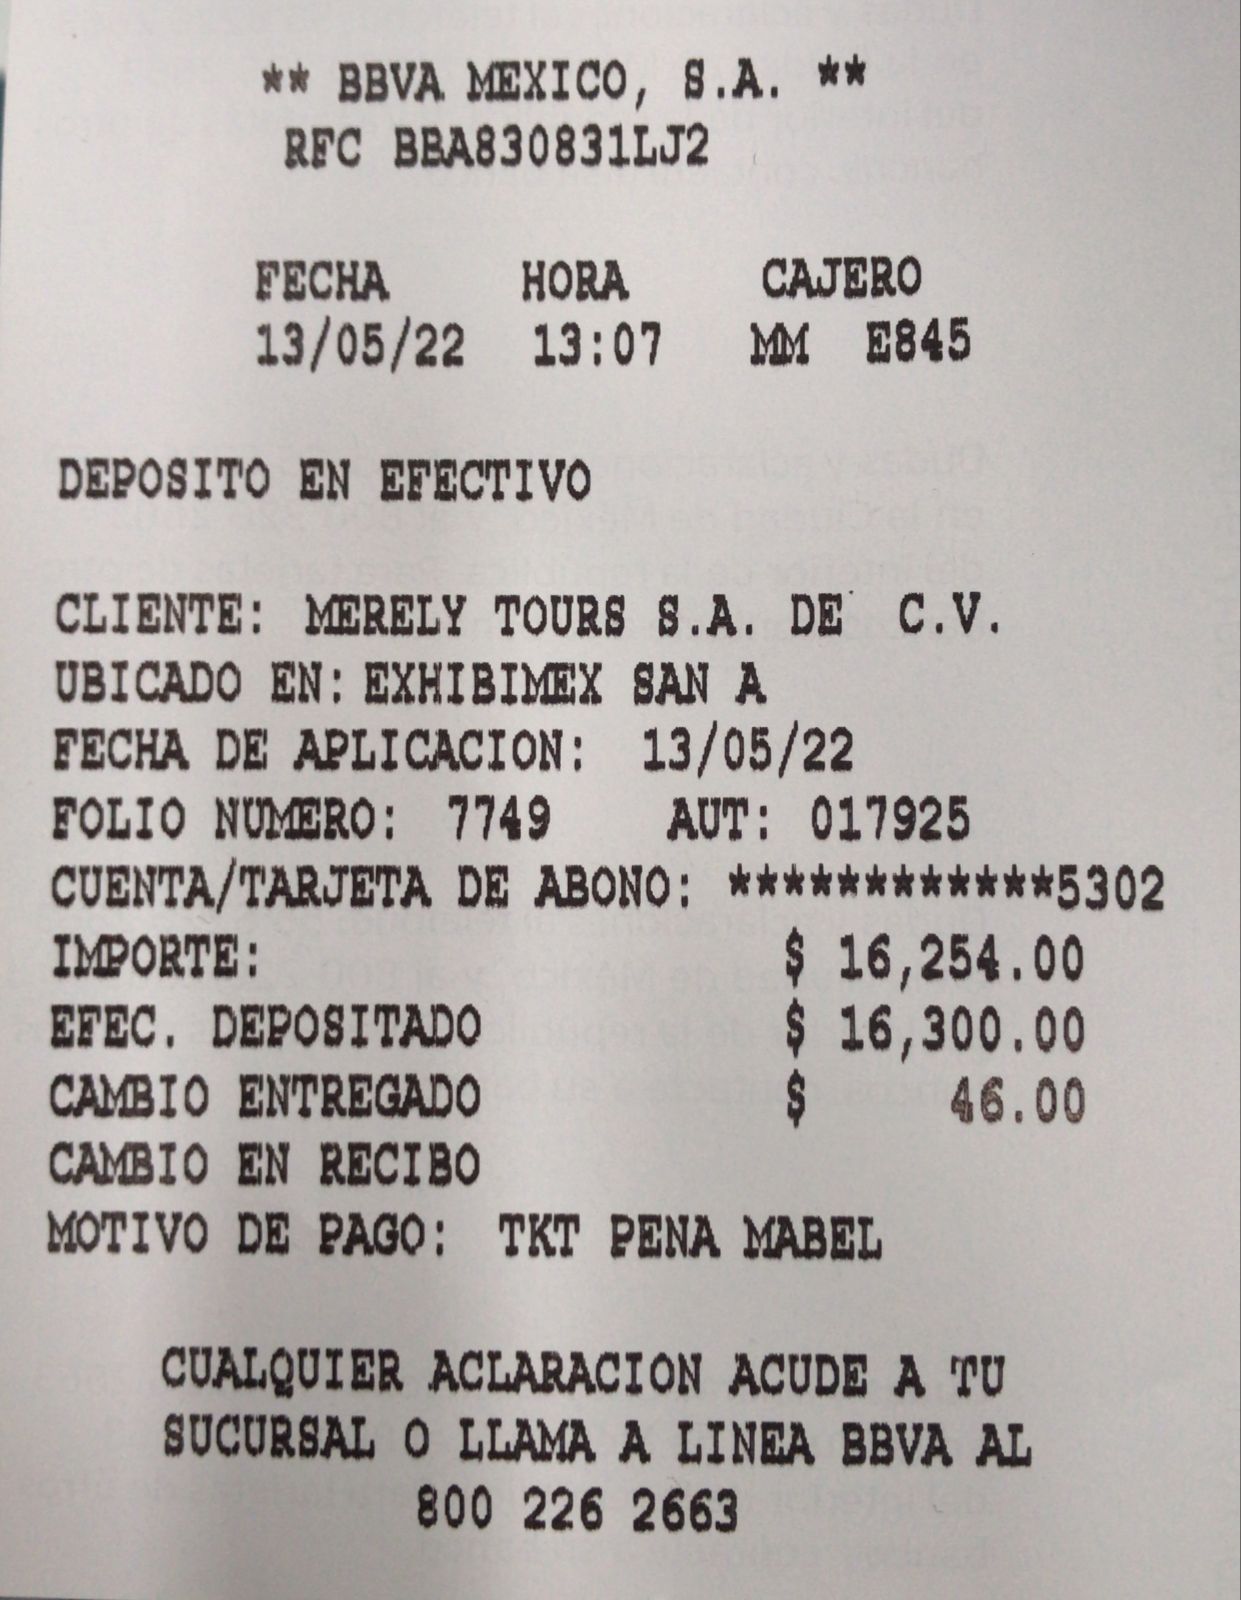 ** BBVA MEXICO, S.A. **
RFC BBA830831LJ2
FECHA HORA CAJERO
13/05/22 13:07 MM E845
DEPOSITO EN EFECTIVO
CLIENTE: MERELY TOURS S.A. DE C.V.
UBICADO EN: EXHIBIMEX SAN A
FECHA DE APLICACION: 13/05/22
FOLIO NUMERO: 7749 AUT: 017925
CUENTA/TARJETA DE ABONO: ************5302
IMPORTE: $ 16,254.00
EFEC. DEPOSITADO $ 16,300.00
CAMBIO ENTREGADO $ 46.00
CAMBIO EN RECIBO
MOTIVO DE PAGO: TKT PENA MABEL
CUALQUIER ACLARACION ACUDE A TU
SUCURSAL O LLAMA A LINEA BBVA AL
800 226 2663